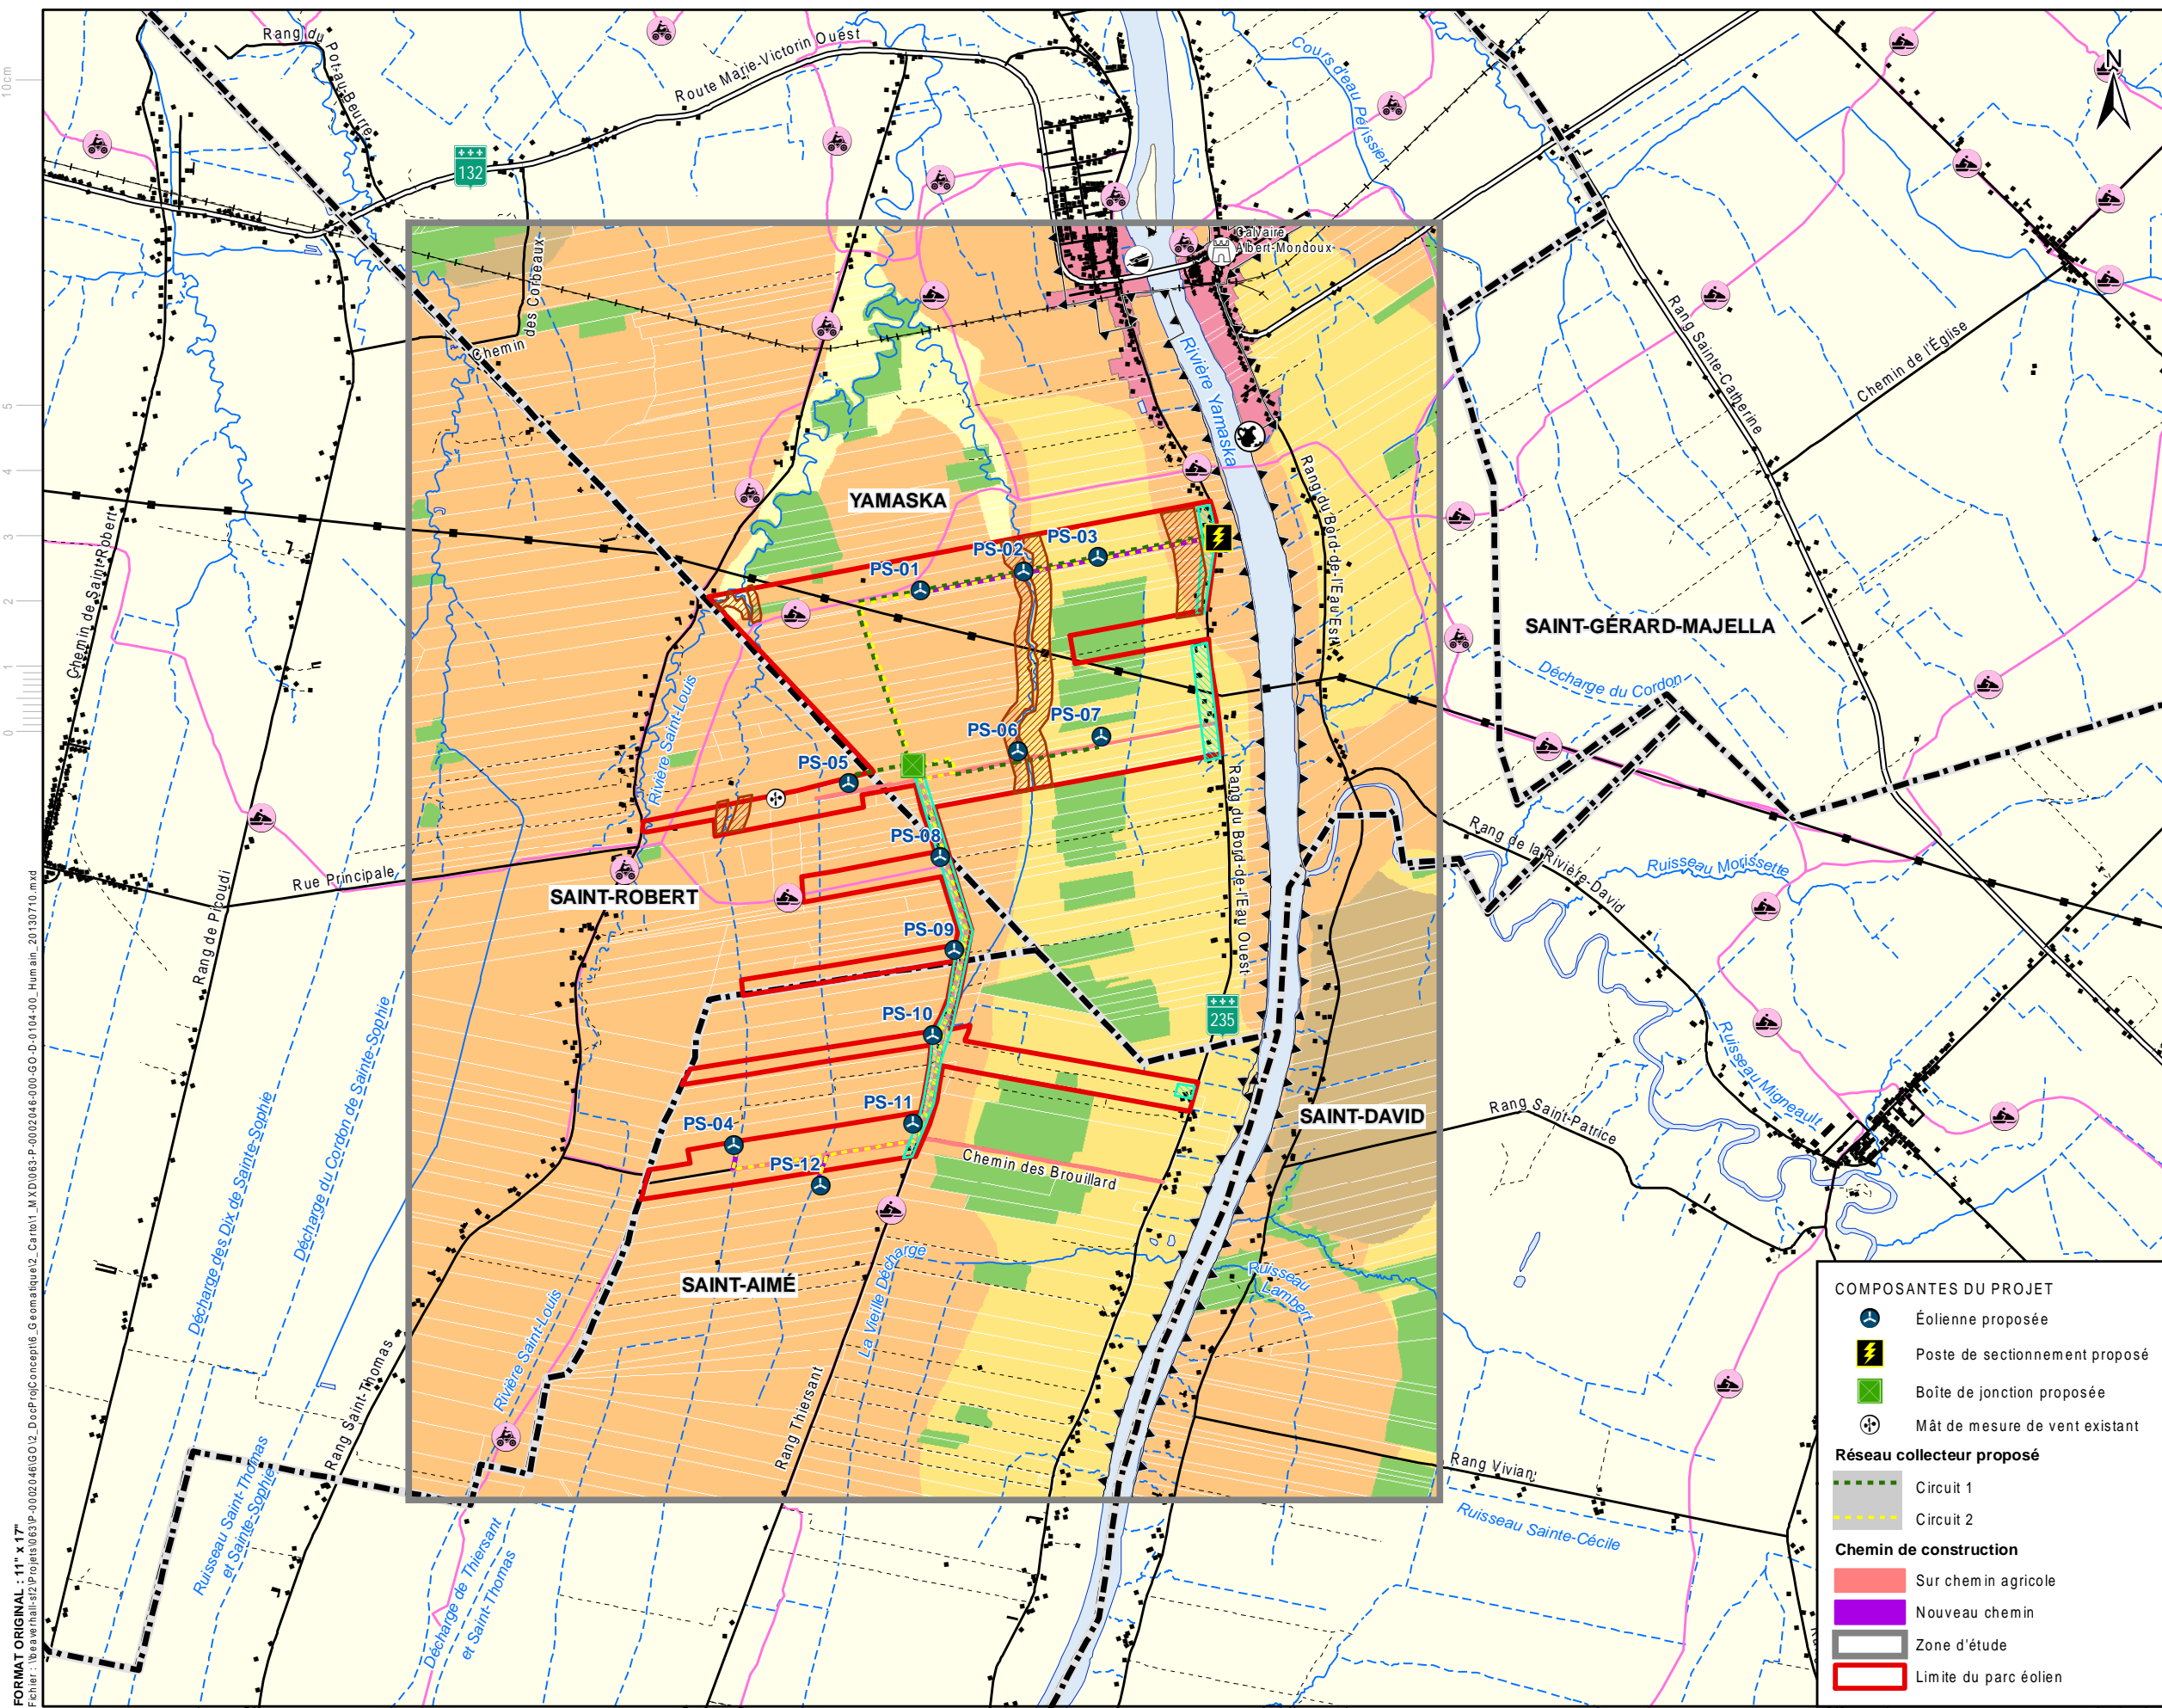 Rang du
Pot-au-Beurre
Route Marie-Victorin Ouest
Cours d'eau Pélissier
N
10cm
132
Calvaire
Albert-Mondoux
Chemin
des Corbeaux
Rang Sainte-Catherine
Chemin de l'Église
Rivière Yamaska
5
4
3
2
1
0
YAMASKA
Rang du Bord-de-l'Eau Est
Chemin de Saint-Robert
PS-03
PS-02
PS-01
SAINT-GÉRARD-MAJELLA
Décharge du Cordon
Rivière Saint-Louis
PS-07
PS-06
PS-05
PS-08
Rang du Bord-de-l'Eau Ouest
Rang de la Rivière-David
Ruisseau Morissette
Rue Principale
Rang de Picoudi
SAINT-ROBERT
PS-09
PS-10
235
Décharge du Cordon de Sainte-Sophie
Décharge des Dix de Sainte-Sophie
Ruisseau Migneault
PS-11
PS-04
PS-12
SAINT-DAVID
Rang Saint-Patrice
Chemin des Brouillard
SAINT-AIMÉ
La Vieille Décharge
Ruisseau
Lambert
Rivière Saint-Louis
Rang Saint-Thomas
Rang Thiersant
Rang Vivian
Ruisseau Sainte-Cécile
Ruisseau Saint-Thomas
et Sainte-Sophie
Décharge de Thiersant
et Saint-Thomas
COMPOSANTES DU PROJET
Éolienne proposée
Poste de sectionnement proposé
Boîte de jonction proposée
Mât de mesure de vent existant
Réseau collecteur proposé
Circuit 1
Circuit 2
Chemin de construction
Sur chemin agricole
Nouveau chemin
Zone d'étude
Limite du parc éolien
FORMAT ORIGINAL : 11" x 17"